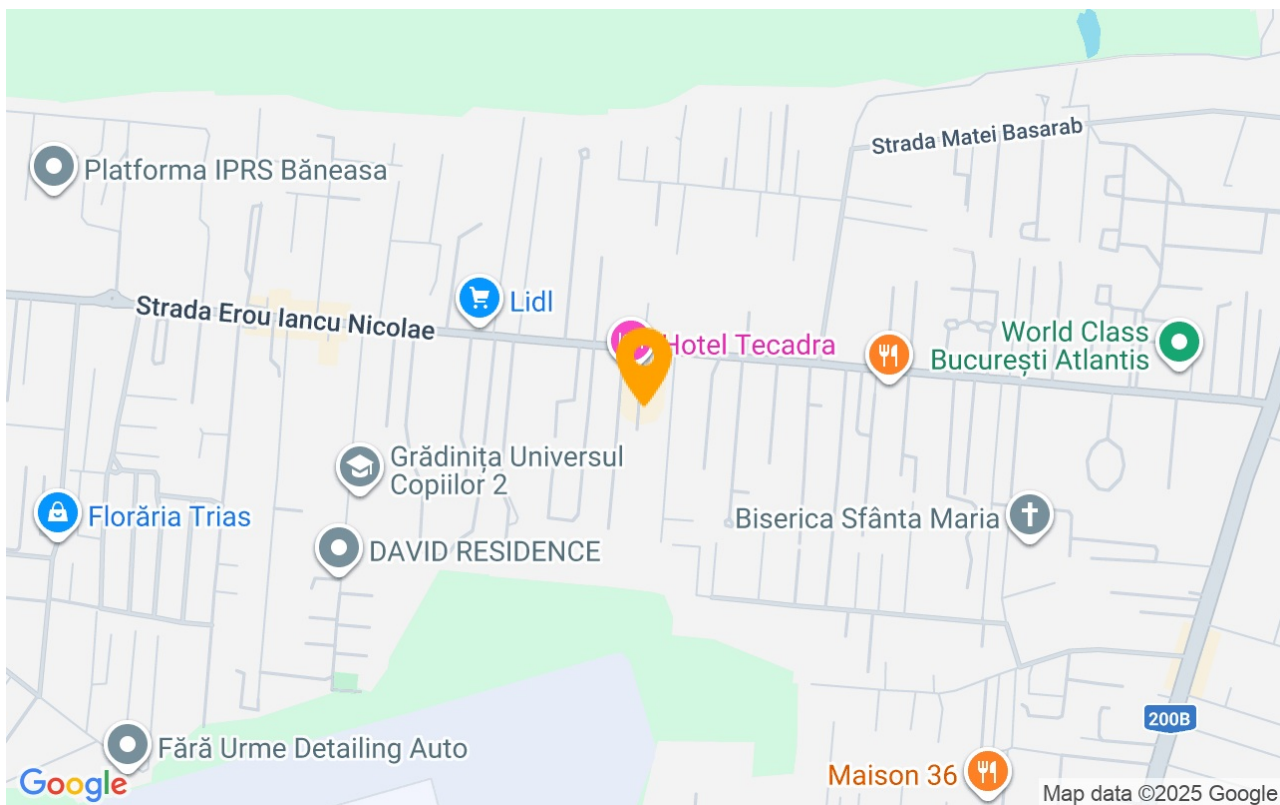 Strada Matei Basarab
Platforma IPRS Băneasa
Strada Erou Iancu Nicolae
Lidl
Hotel Tecadra
World Class
București Atlantis
Grădinița Universul
Copiilor 2
Florăria Trias
Biserica Sfânta Maria
DAVID RESIDENCE
200B
Fără Urme Detailing Auto
Maison 36
Google
Map data ©2025 Google